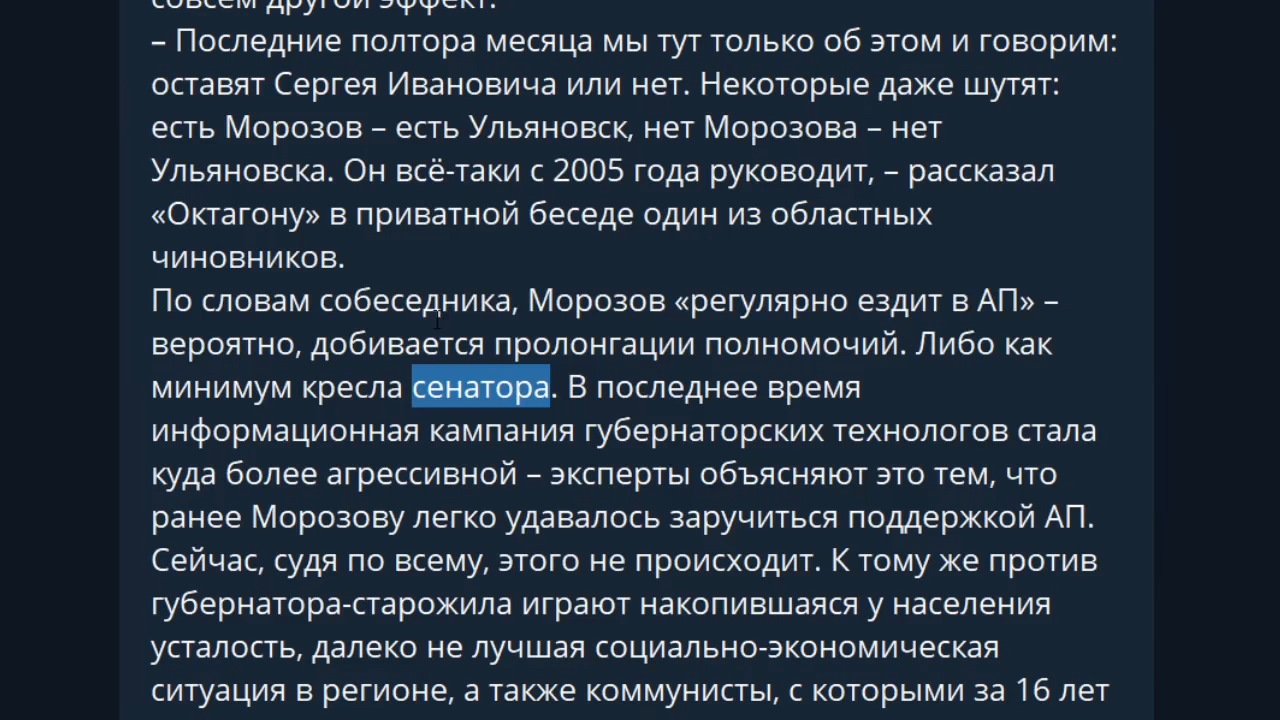 совсем другой эффект.
– Последние полтора месяца мы тут только об этом и говорим:
оставят Сергея Ивановича или нет. Некоторые даже шутят:
есть Морозов – есть Ульяновск, нет Морозова – нет
Ульяновска. Он всё-таки с 2005 года руководит, – рассказал
«Октагону» в приватной беседе один из областных
чиновников.
По словам собеседника, Морозов «регулярно ездит в АП» –
вероятно, добивается пролонгации полномочий. Либо как
минимум кресла сенатора. В последнее время
информационная кампания губернаторских технологов стала
куда более агрессивной – эксперты объясняют это тем, что
ранее Морозову легко удавалось заручиться поддержкой АП.
Сейчас, судя по всему, этого не происходит. К тому же против
губернатора-старожила играют накопившаяся у населения
усталость, далеко не лучшая социально-экономическая
ситуация в регионе, а также коммунисты, с которыми за 16 лет